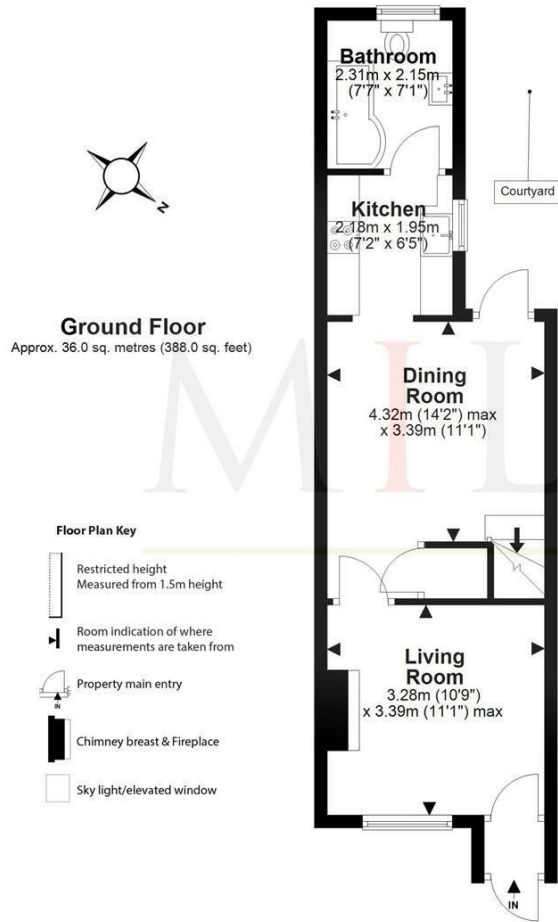 Bathroom
2.31m x 2.15m
(7'7" x 7'1")
Kitchen
2.18m x 1.95m
(7'2" x 6'5")
Courtyard
N
Ground Floor
Approx. 36.0 sq. metres (388.0 sq. feet)
Dining
Room
4.32m (14'2") max
x 3.39m (11'1")
MIL
Floor Plan Key
Restricted height
Measured from 1.5m height
Room indication of where
measurements are taken from
Property main entry
IN
Chimney breast & Fireplace
Sky light/elevated window
Living
Room
3.28m (10'9")
x 3.39m (11'1") max
IN